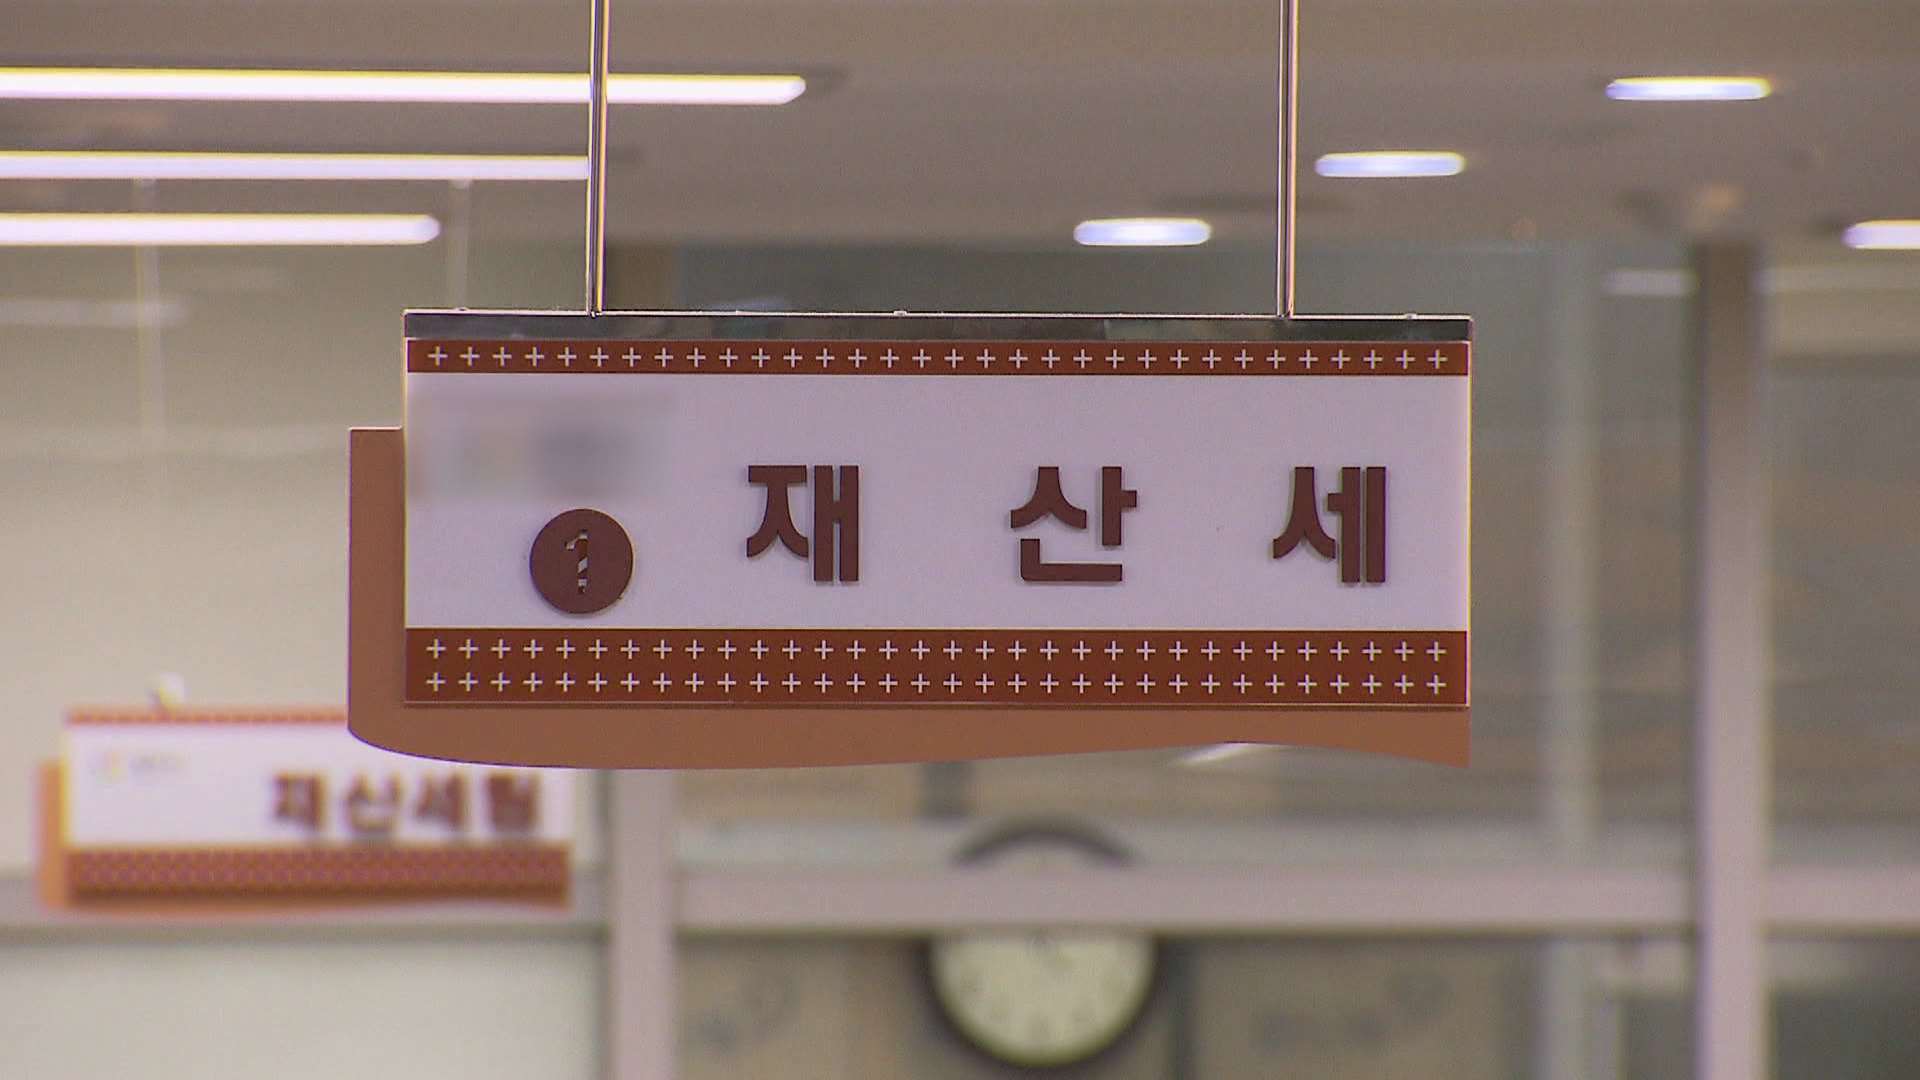 1 재 산 세
재산세팀